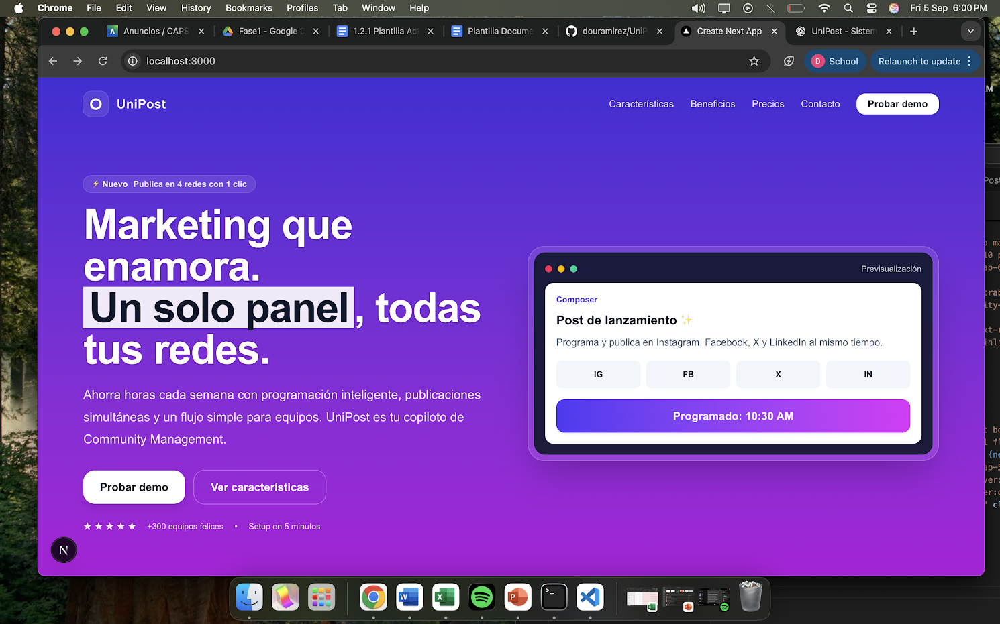 Chrome File Edit View History Bookmarks Profiles Tab Window Help Fri 5 Sep 6:00 PM
Anuncios / CAPS Fase1 - Google D 1.2.1 Plantilla Ac Plantilla Docume douramirez/UniP Create Next App UniPost - Sistem
localhost:3000 D School Relaunch to update
UniPost Características Beneficios Precios Contacto Probar demo
⚡ Nuevo Publica en 4 redes con 1 clic
Marketing que
enamora.
Un solo panel, todas
tus redes.
Ahorra horas cada semana con programación inteligente, publicaciones
simultáneas y un flujo simple para equipos. UniPost es tu copiloto de
Community Management.
Probar demo Ver características
★★★★★ +300 equipos felices • Setup en 5 minutos
N
Previsualización
Composer
Post de lanzamiento ✨
Programa y publica en Instagram, Facebook, X y LinkedIn al mismo tiempo.
IG FB X IN
Programado: 10:30 AM